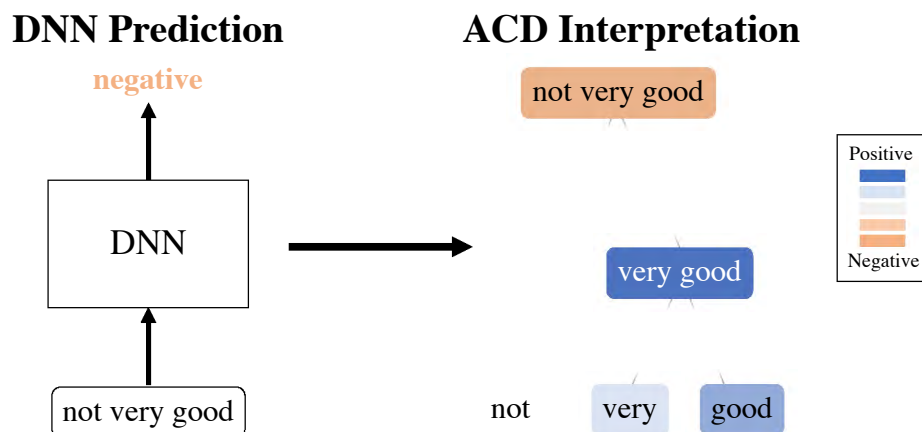 DNN Prediction
ACD Interpretation
negative
not very good
Positive
DNN
very good
Negative
not very good
not
very
good